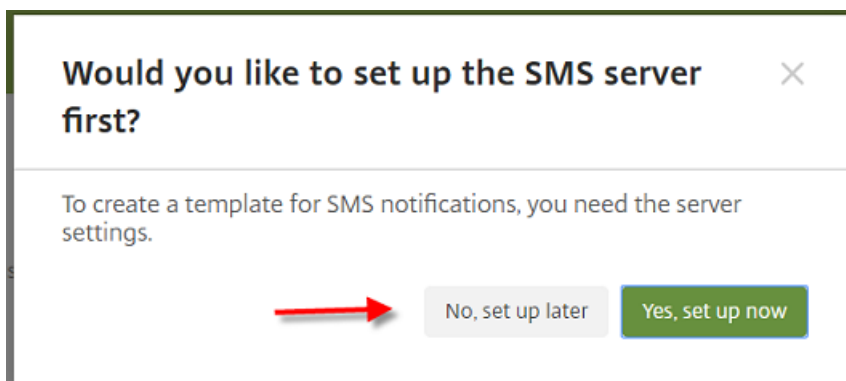 Would you like to set up the SMS server
first?
To create a template for SMS notifications, you need the server
settings.
No, set up later
Yes, set up now